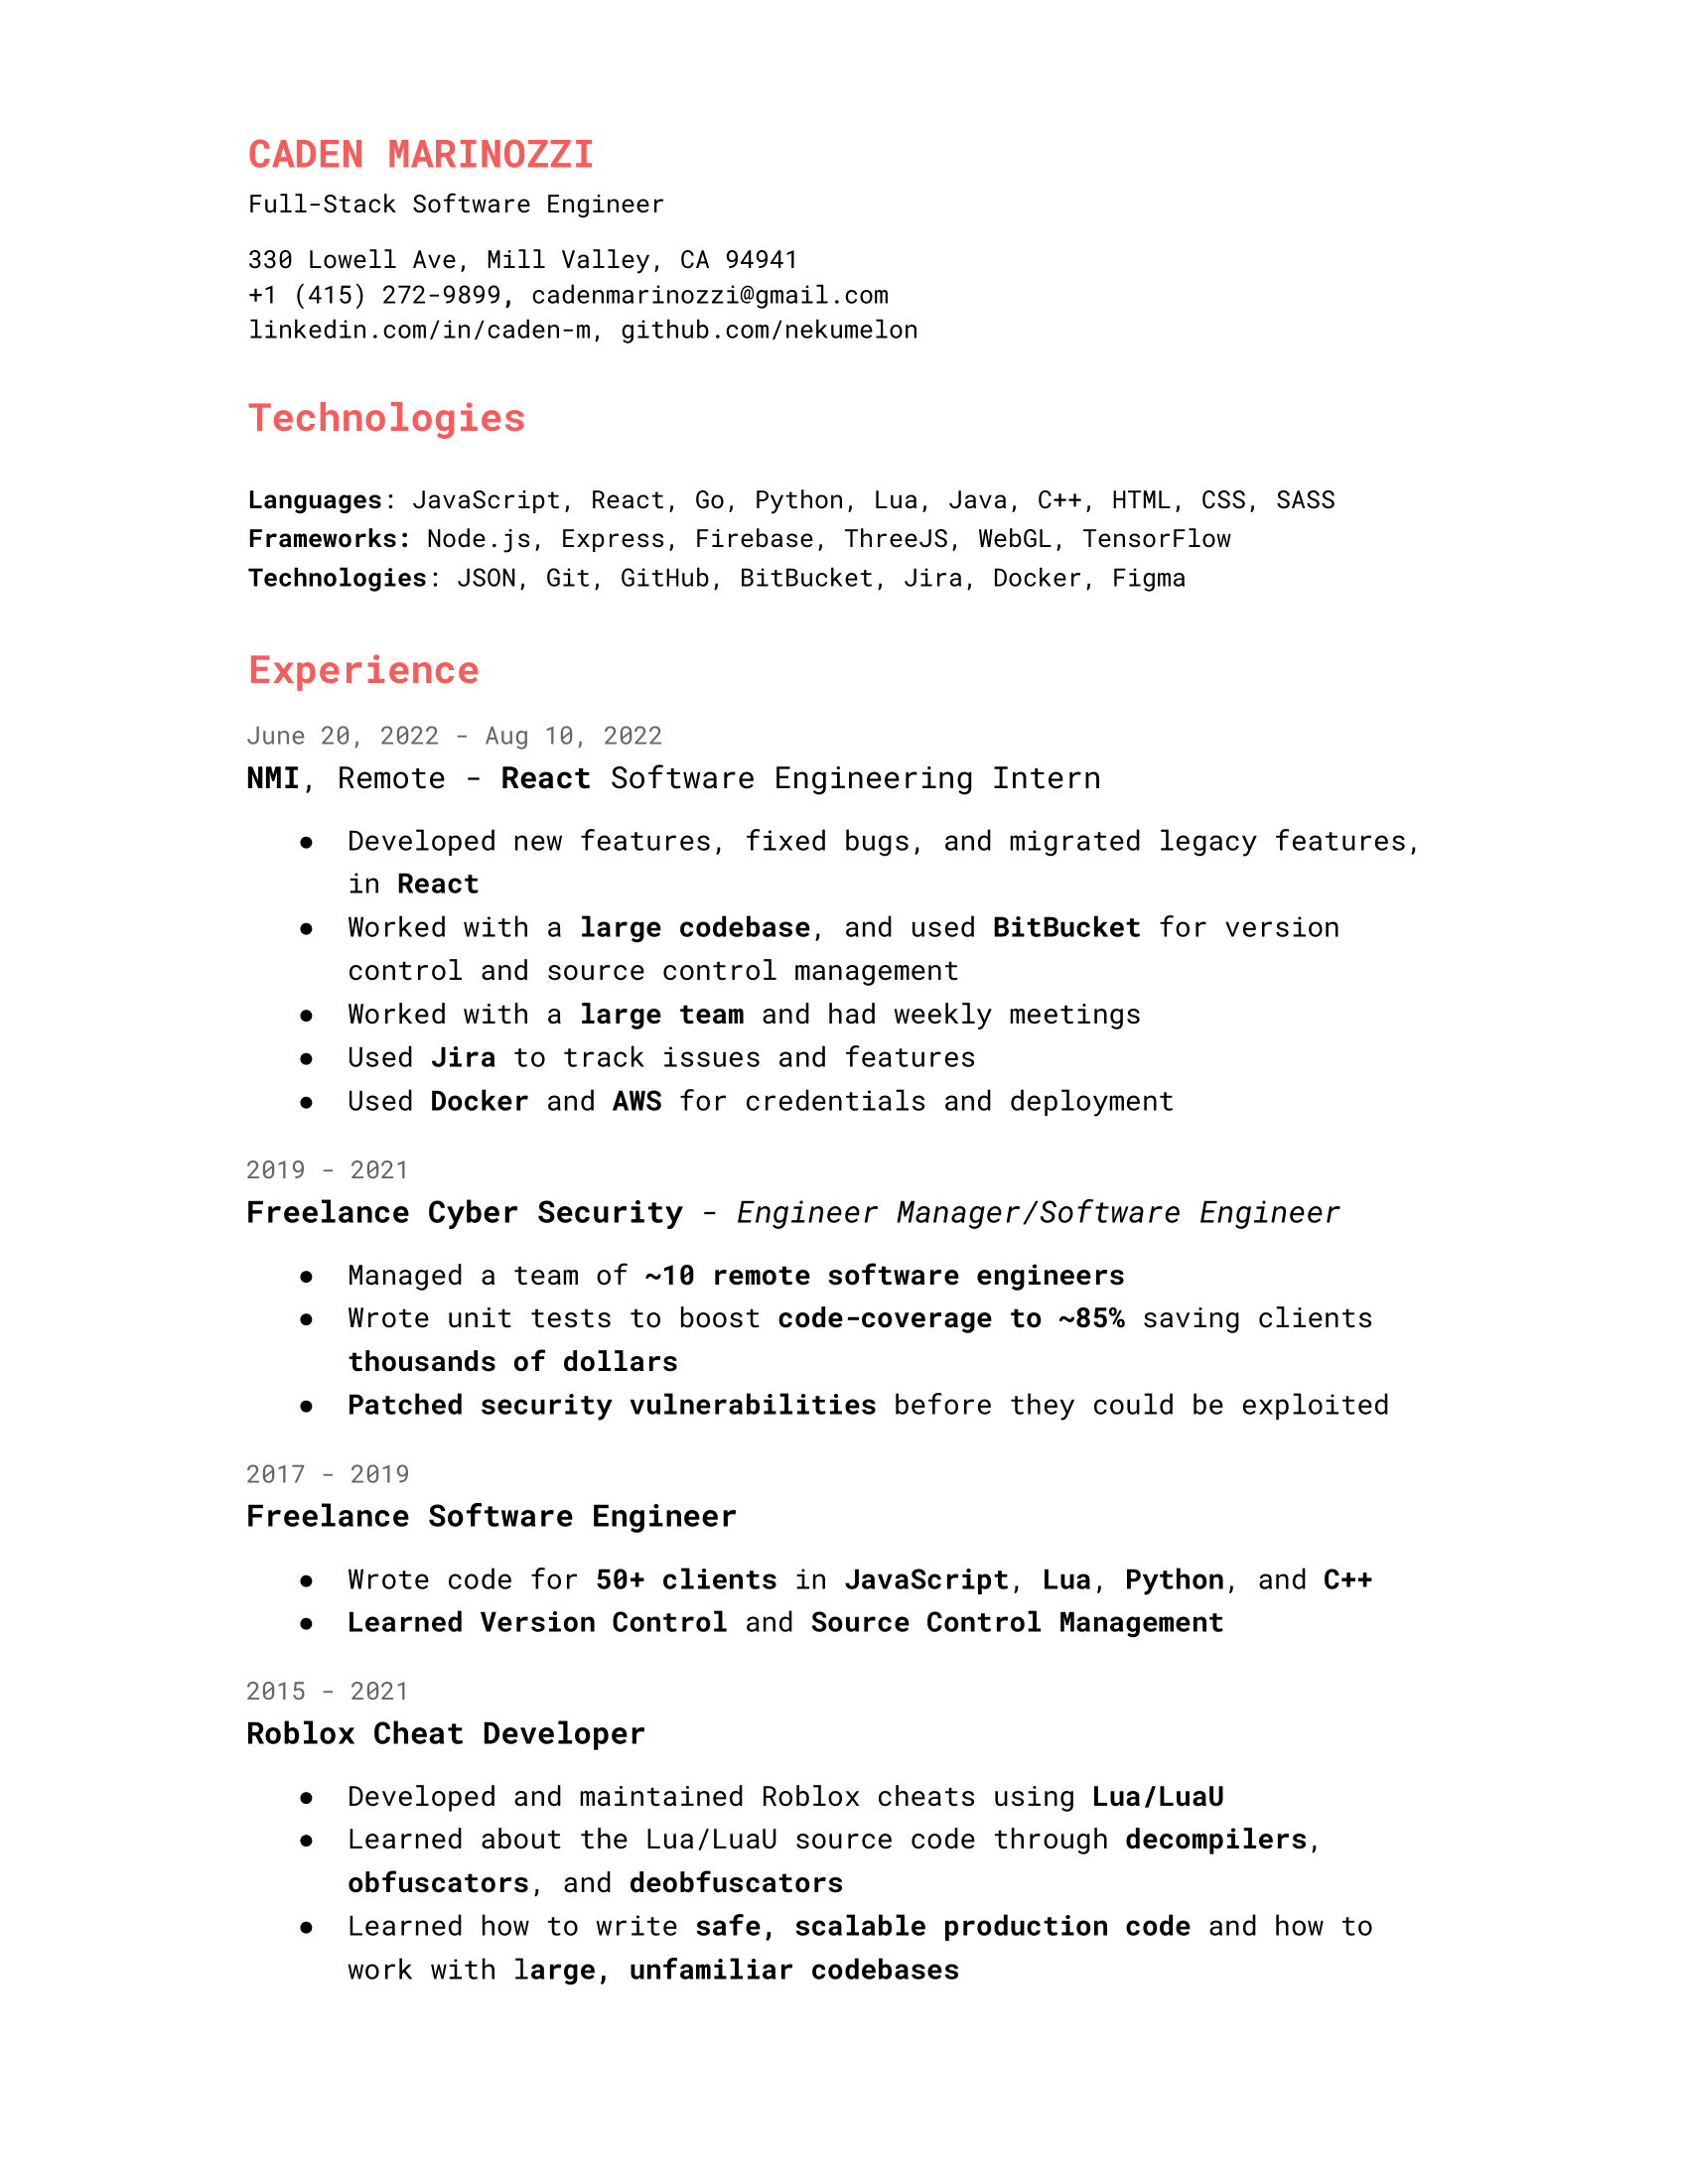 CADEN MARINOZZI
Full-Stack Software Engineer
330 Lowell Ave, Mill Valley, CA 94941
+1 (415) 272-9899, cadenmarinozzi@gmail.com
linkedin.com/in/caden-m, github.com/nekumelon
Technologies
Languages: JavaScript, React, Go, Python, Lua, Java, C++, HTML, CSS, SASS
Frameworks: Node.js, Express, Firebase, ThreeJS, WebGL, TensorFlow
Technologies: JSON, Git, GitHub, BitBucket, Jira, Docker, Figma
Experience
June 20, 2022 - Aug 10, 2022
NMI, Remote - React Software Engineering Intern
● Developed new features, fixed bugs, and migrated legacy features,
in React
● Worked with a large codebase, and used BitBucket for version
control and source control management
● Worked with a large team and had weekly meetings
● Used Jira to track issues and features
● Used Docker and AWS for credentials and deployment
2019 - 2021
Freelance Cyber Security - Engineer Manager/Software Engineer
● Managed a team of ~10 remote software engineers
● Wrote unit tests to boost code-coverage to ~85% saving clients
thousands of dollars
● Patched security vulnerabilities before they could be exploited
2017 - 2019
Freelance Software Engineer
● Wrote code for 50+ clients in JavaScript, Lua, Python, and C++
● Learned Version Control and Source Control Management
2015 - 2021
Roblox Cheat Developer
● Developed and maintained Roblox cheats using Lua/LuaU
● Learned about the Lua/LuaU source code through decompilers,
obfuscators, and deobfuscators
● Learned how to write safe, scalable production code and how to
work with large, unfamiliar codebases